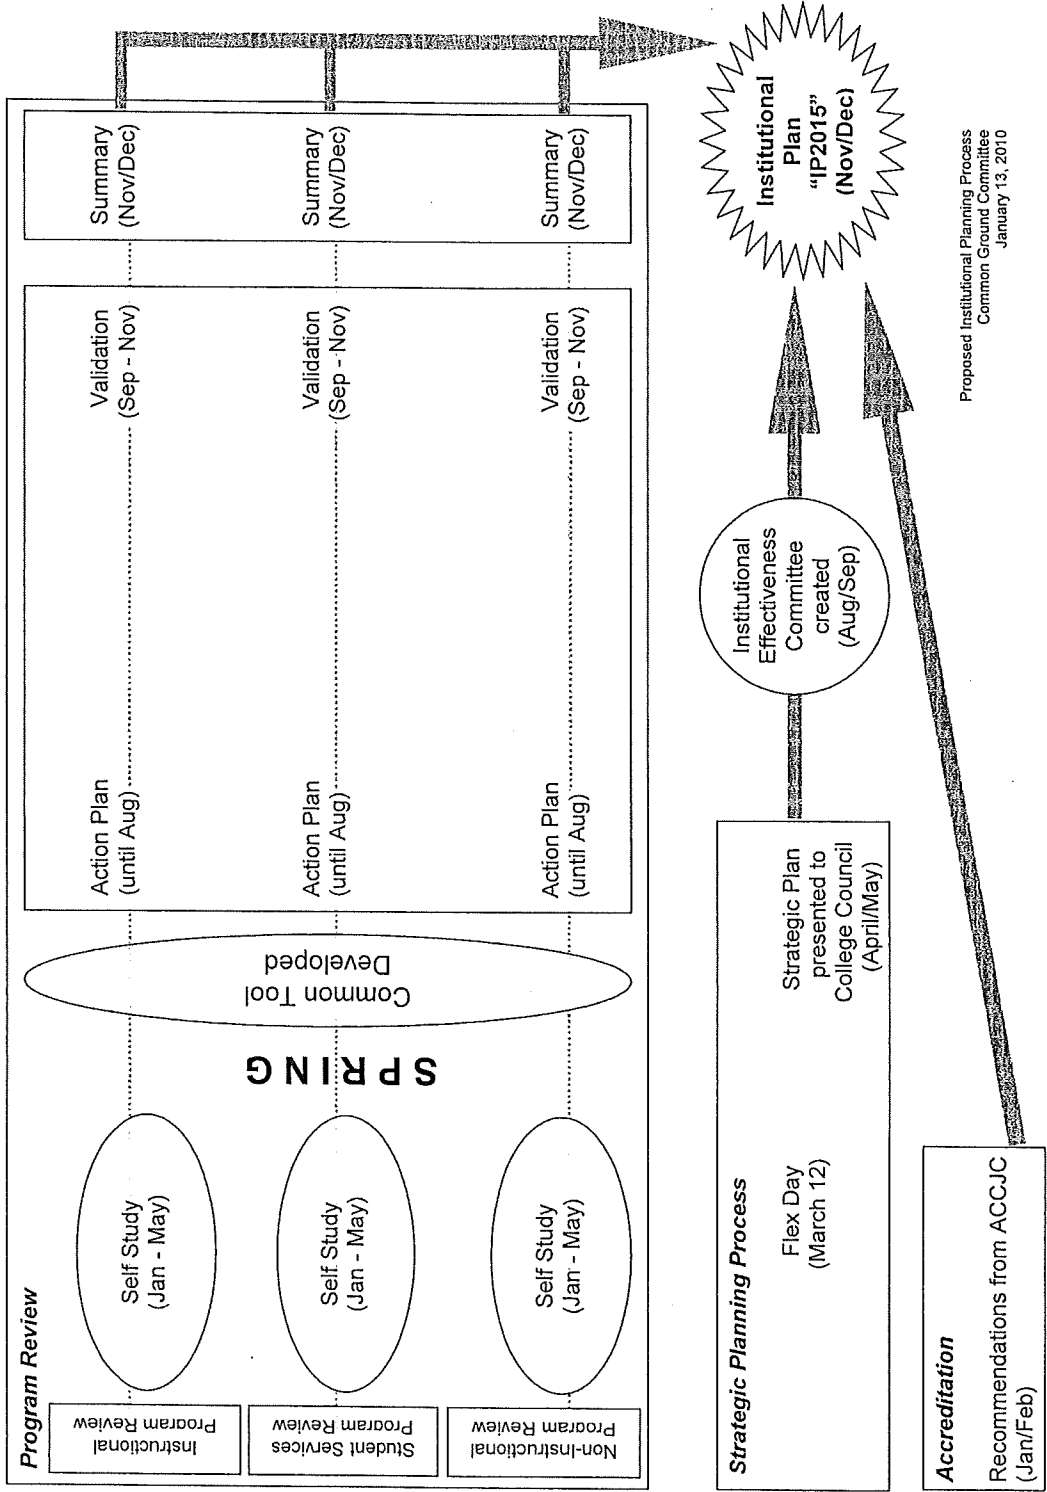 Program Review
Instructional
Program Review
Self Study
(Jan - May)
Action Plan
(until Aug)
Validation
(Sep - Nov)
Summary
(Nov/Dec)
Student Services
Program Review
Self Study
(Jan - May)
SPRING
Common Tool
Developed
Action Plan
(until Aug)
Validation
(Sep - Nov)
Summary
(Nov/Dec)
Non-Instructional
Program Review
Self Study
(Jan - May)
Action Plan
(until Aug)
Validation
(Sep - Nov)
Summary
(Nov/Dec)
Strategic Planning Process
Flex Day
(March 12)
Strategic Plan
presented to
College Council
(April/May)
Institutional
Effectiveness
Committee
created
(Aug/Sep)
Institutional
Plan
“IP2015”
(Nov/Dec)
Accreditation
Recommendations from ACCJC
(Jan/Feb)
Proposed Institutional Planning Process
Common Ground Committee
January 13, 2010